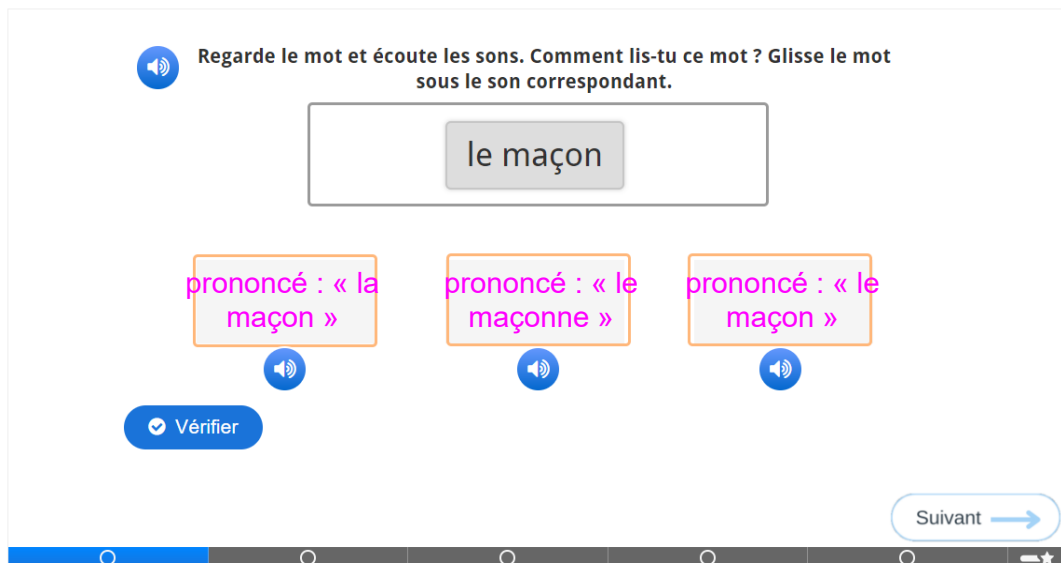 Regarde le mot et écoute les sons. Comment lis-tu ce mot ? Glisse le mot
sous le son correspondant.
le maçon
prononcé : « la
maçon »
prononcé : « le
maçonne »
prononcé : « le
maçon »
Vérifier
Suivant